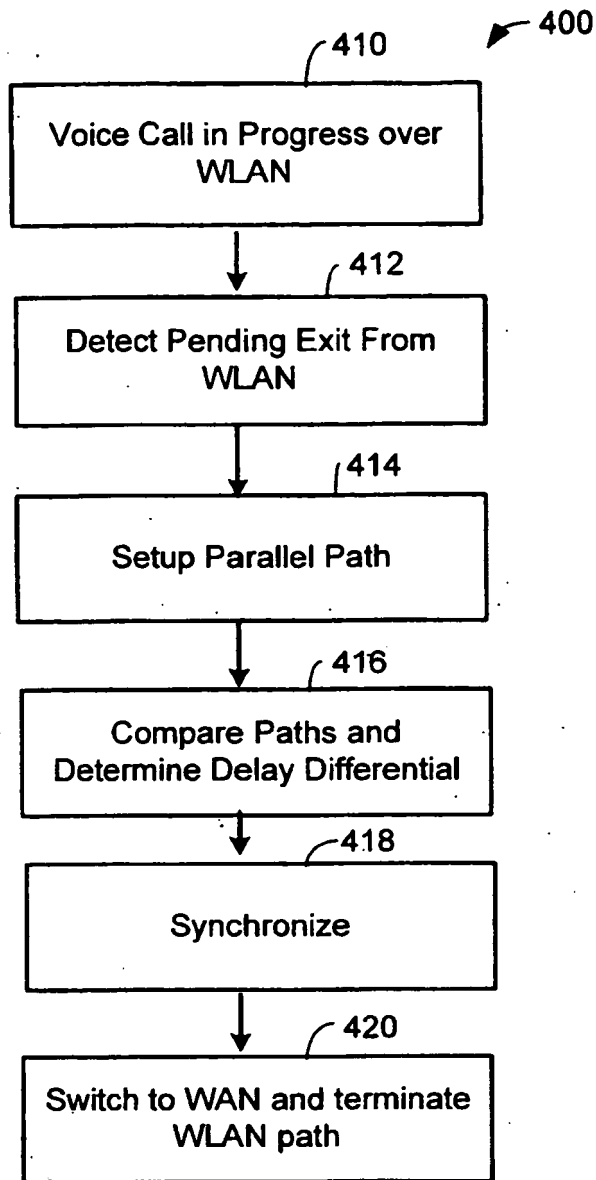 400
410
Voice Call in Progress over
WLAN
412
Detect Pending Exit From
WLAN
414
Setup Parallel Path
416
Compare Paths and
Determine Delay Differential
418
Synchronize
420
Switch to WAN and terminate
WLAN path